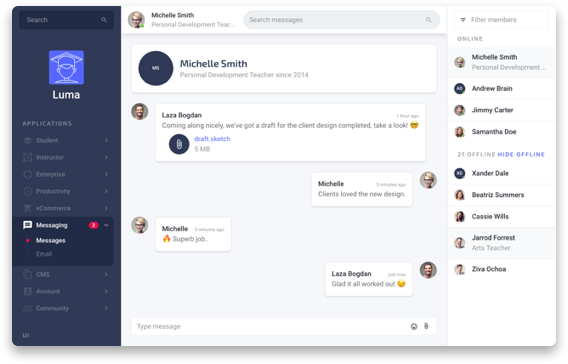 Search
Luma
APPLICATIONS
Student
Instructor
Enterprise
Productivity
eCommerce
Messaging 2
Messages
Email
CMS
Account
Community
UI
Michelle Smith
Personal Development Teac...
Search messages
MS
Michelle Smith
Personal Development Teacher since 2014
Laza Bogdan 1 hour ago
Coming along nicely, we've got a draft for the client design completed, take a look! 🤓
draft.sketch
5 MB
Michelle 3 minutes ago
Clients loved the new design.
Michelle 5 minutes ago
🔥 Superb job..
Laza Bogdan just now
Glad it all worked out 😉
Type message
Filter members
ONLINE
Michelle Smith
Personal Development ...
AD Andrew Brain
Jimmy Carter
Samantha Doe
21 OFFLINE HIDE OFFLINE
Xander Dale
Beatriz Summers
Cassie Wills
Jarrod Forrest
Arts Teacher
Ziva Ochoa